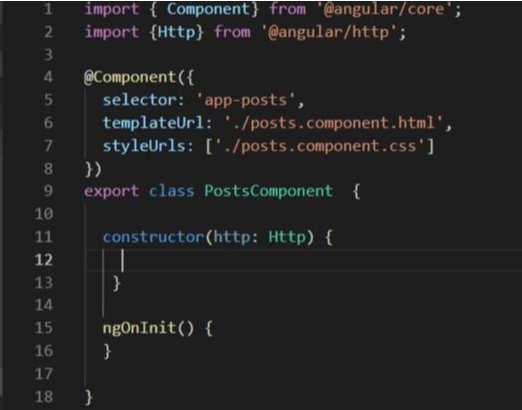 1 import { Component} from '@angular/core';
2 import {Http} from '@angular/http';
3
4 @Component({
5 selector: 'app-posts',
6 templateUrl: './posts.component.html',
7 styleUrls: ['./posts.component.css']
8 })
9 export class PostsComponent  {
10
11 constructor(http: Http) {
12
13 }
14
15 ngOnInit() {
16 }
17
18 }